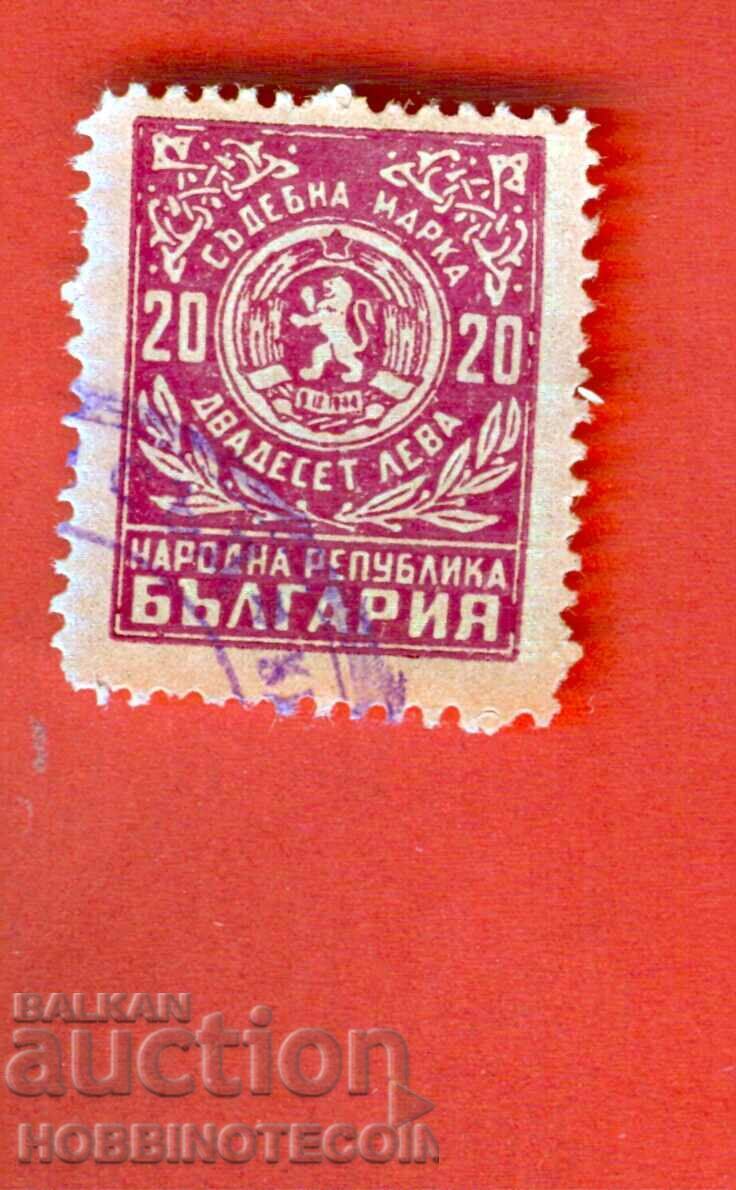 СЪДЕБНА МАРКА
20 20
9 IX 1944
ДВАДЕСЕТ ЛЕВА
НАРОДНА РЕПУБЛИКА
БЪЛГАРИЯ
BALKAN
auction
HOBBINOTECOIN